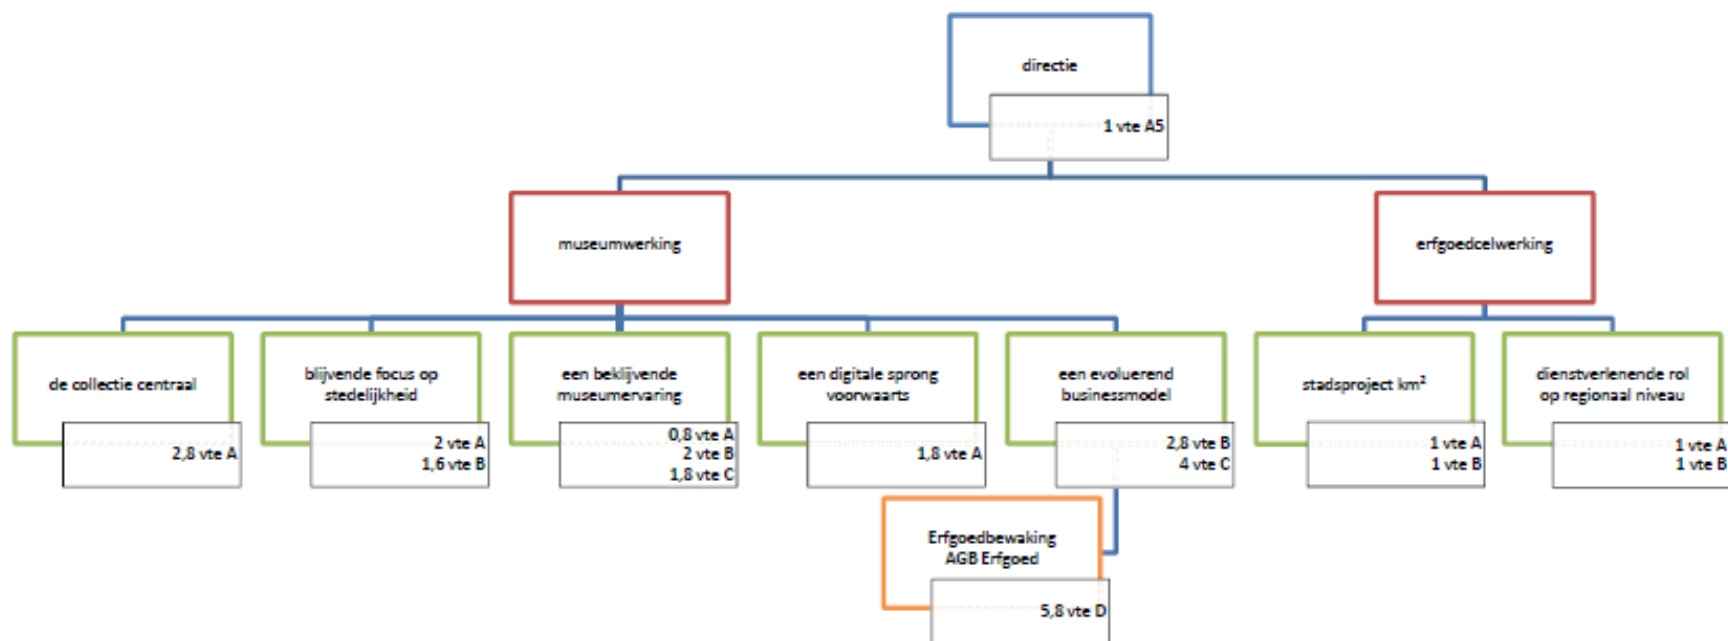 directie
1 vte A5
museumwerking
erfgoedcelwerking
de collectie centraal
2,8 vte A
blijvende focus op
stedelijkheid
2 vte A
1,6 vte B
een beklijvende
museumervaring
0,8 vte A
2 vte B
1,8 vte C
een digitale sprong
voorwaarts
1,8 vte A
een evoluerend
businessmodel
2,8 vte B
4 vte C
stadsproject km²
1 vte A
1 vte B
dienstverlenende rol
op regionaal niveau
1 vte A
1 vte B
Erfgoedbewaking
AGB Erfgoed
5,8 vte D